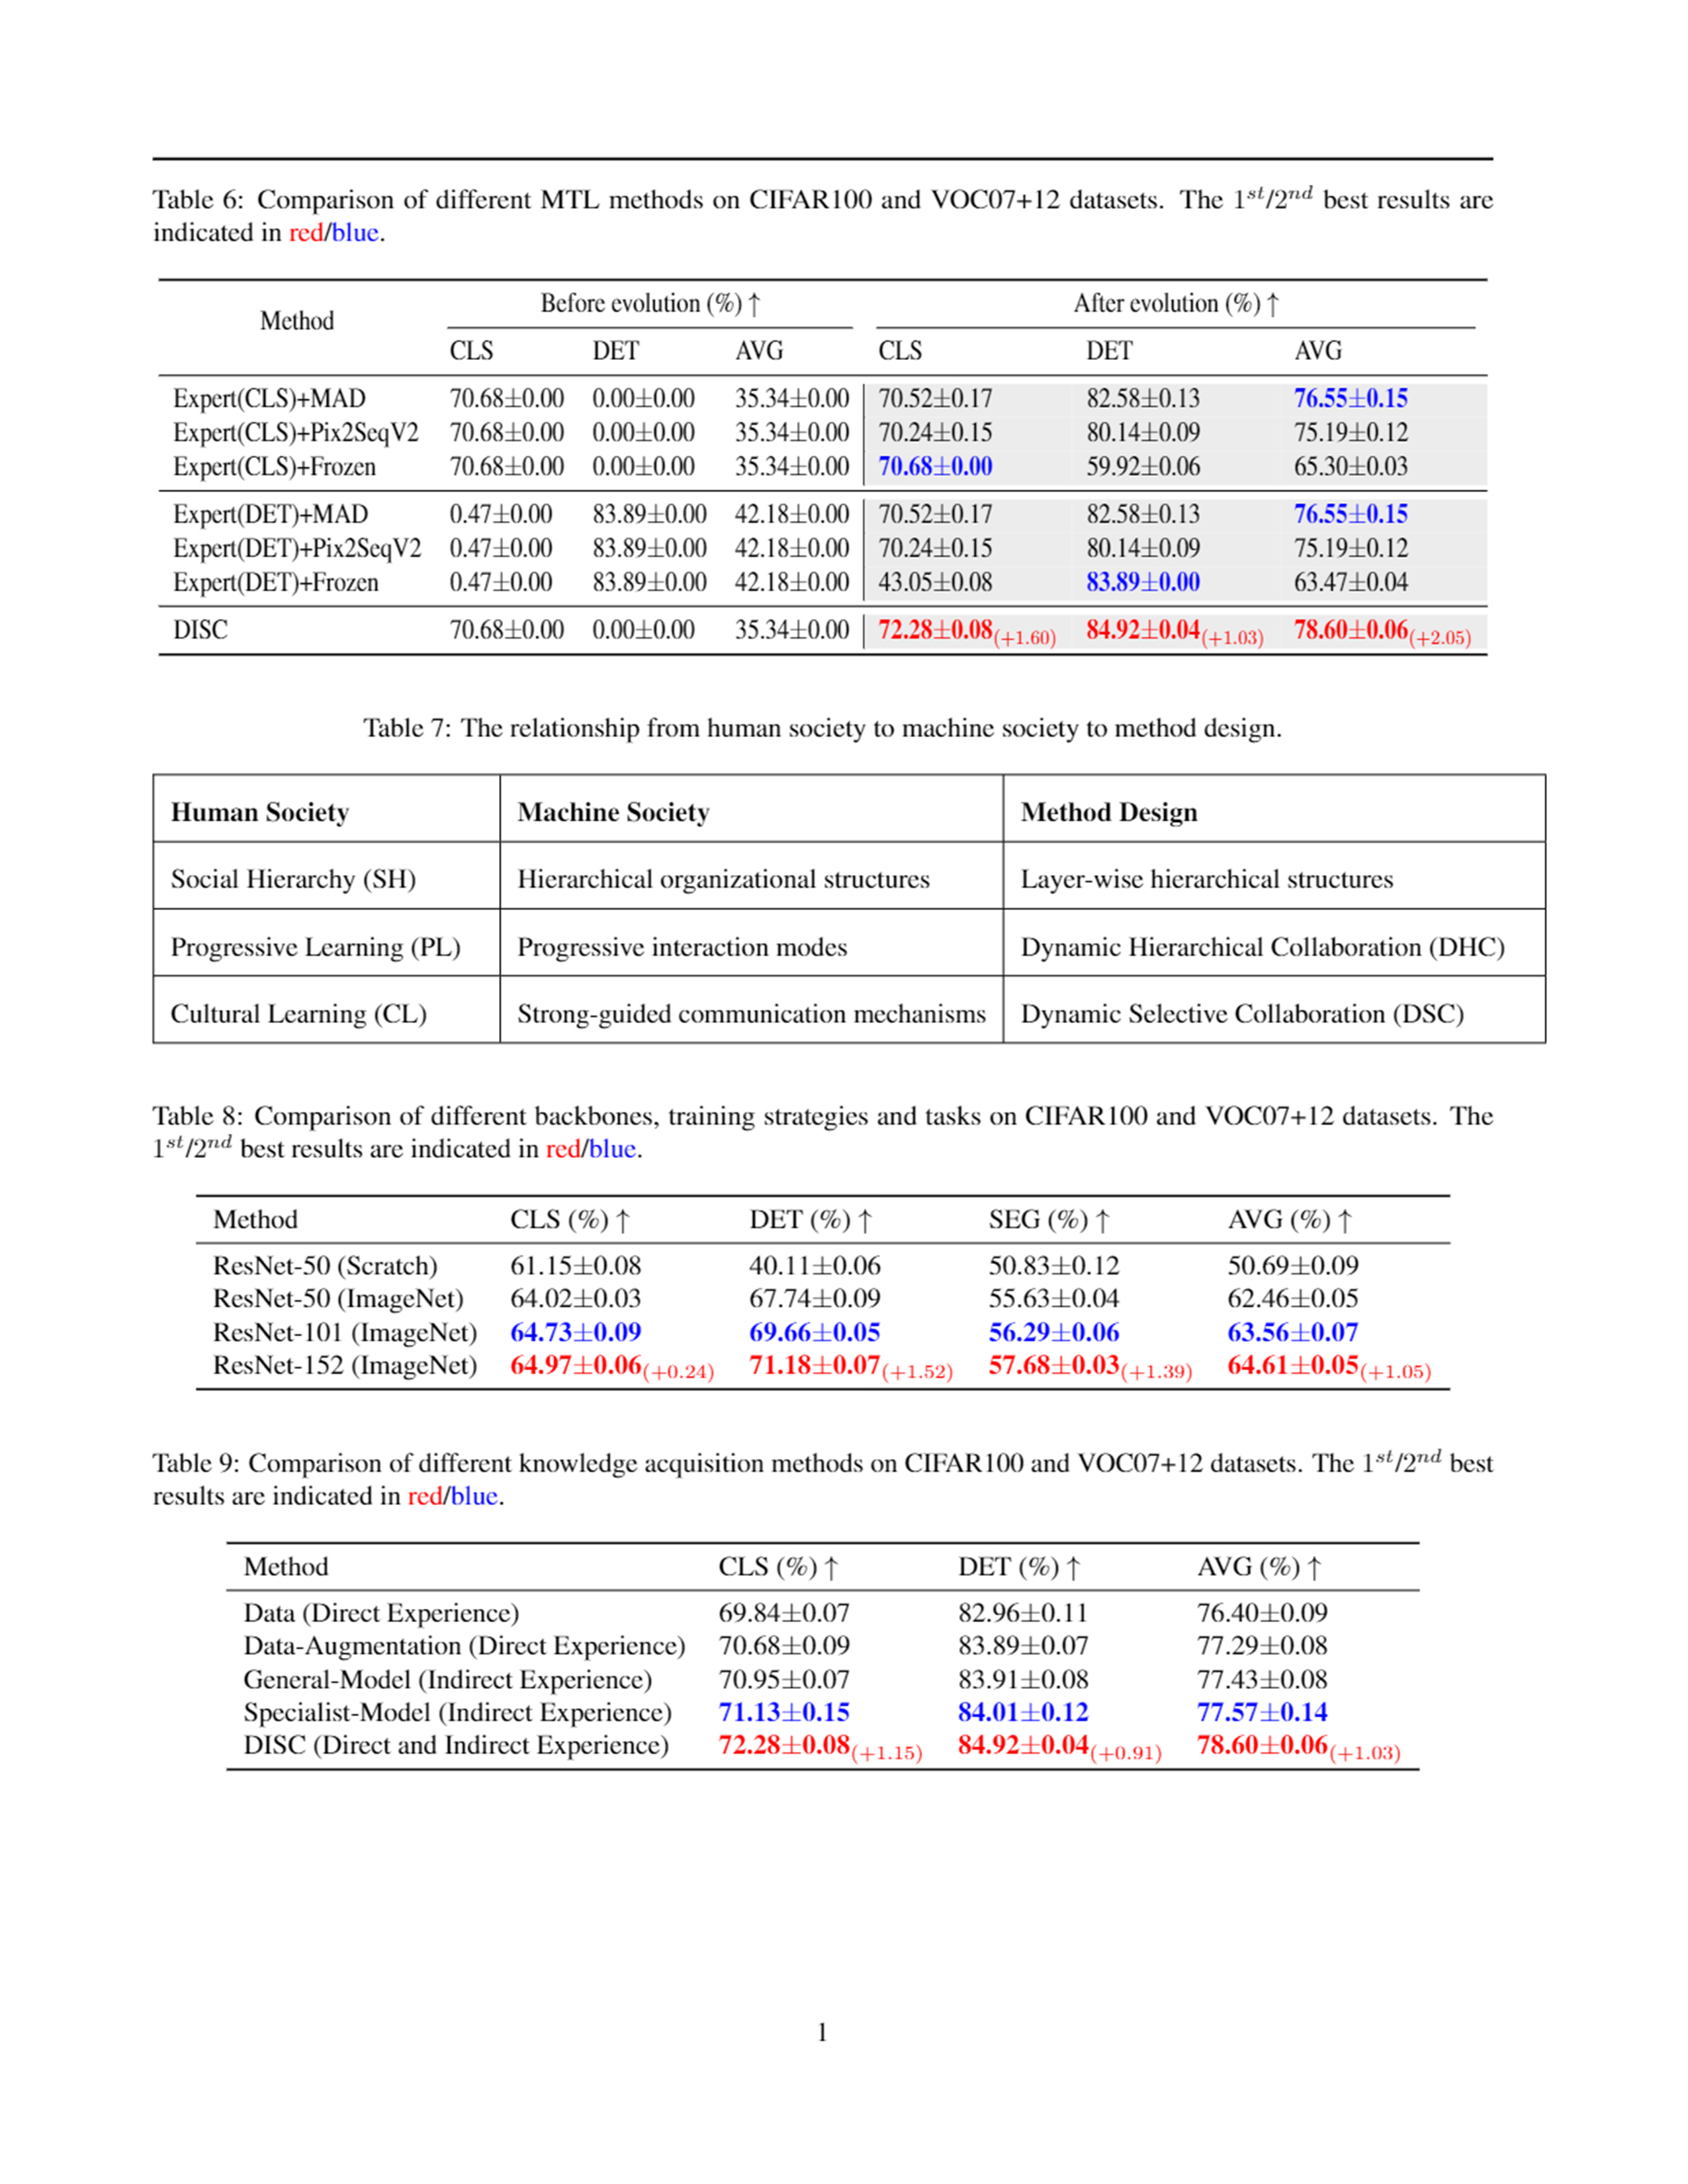 Table 6: Comparison of different MTL methods on CIFAR100 and VOC07+12 datasets. The 1st/2nd best results are
indicated in red/blue.
Method Before evolution (%) ↑ After evolution (%) ↑
CLS DET AVG CLS DET AVG
Expert(CLS)+MAD 70.68±0.00 0.00±0.00 35.34±0.00 70.52±0.17 82.58±0.13 76.55±0.15
Expert(CLS)+Pix2SeqV2 70.68±0.00 0.00±0.00 35.34±0.00 70.24±0.15 80.14±0.09 75.19±0.12
Expert(CLS)+Frozen 70.68±0.00 0.00±0.00 35.34±0.00 70.68±0.00 59.92±0.06 65.30±0.03
Expert(DET)+MAD 0.47±0.00 83.89±0.00 42.18±0.00 70.52±0.17 82.58±0.13 76.55±0.15
Expert(DET)+Pix2SeqV2 0.47±0.00 83.89±0.00 42.18±0.00 70.24±0.15 80.14±0.09 75.19±0.12
Expert(DET)+Frozen 0.47±0.00 83.89±0.00 42.18±0.00 43.05±0.08 83.89±0.00 63.47±0.04
DISC 70.68±0.00 0.00±0.00 35.34±0.00 72.28±0.08(+1.60) 84.92±0.04(+1.03) 78.60±0.06(+2.05)
Table 7: The relationship from human society to machine society to method design.
Human Society Machine Society Method Design
Social Hierarchy (SH) Hierarchical organizational structures Layer-wise hierarchical structures
Progressive Learning (PL) Progressive interaction modes Dynamic Hierarchical Collaboration (DHC)
Cultural Learning (CL) Strong-guided communication mechanisms Dynamic Selective Collaboration (DSC)
Table 8: Comparison of different backbones, training strategies and tasks on CIFAR100 and VOC07+12 datasets. The
1st/2nd best results are indicated in red/blue.
Method CLS (%) ↑ DET (%) ↑ SEG (%) ↑ AVG (%) ↑
ResNet-50 (Scratch) 61.15±0.08 40.11±0.06 50.83±0.12 50.69±0.09
ResNet-50 (ImageNet) 64.02±0.03 67.74±0.09 55.63±0.04 62.46±0.05
ResNet-101 (ImageNet) 64.73±0.09 69.66±0.05 56.29±0.06 63.56±0.07
ResNet-152 (ImageNet) 64.97±0.06(+0.24) 71.18±0.07(+1.52) 57.68±0.03(+1.39) 64.61±0.05(+1.05)
Table 9: Comparison of different knowledge acquisition methods on CIFAR100 and VOC07+12 datasets. The 1st/2nd best
results are indicated in red/blue.
Method CLS (%) ↑ DET (%) ↑ AVG (%) ↑
Data (Direct Experience) 69.84±0.07 82.96±0.11 76.40±0.09
Data-Augmentation (Direct Experience) 70.68±0.09 83.89±0.07 77.29±0.08
General-Model (Indirect Experience) 70.95±0.07 83.91±0.08 77.43±0.08
Specialist-Model (Indirect Experience) 71.13±0.15 84.01±0.12 77.57±0.14
DISC (Direct and Indirect Experience) 72.28±0.08(+1.15) 84.92±0.04(+0.91) 78.60±0.06(+1.03)
1